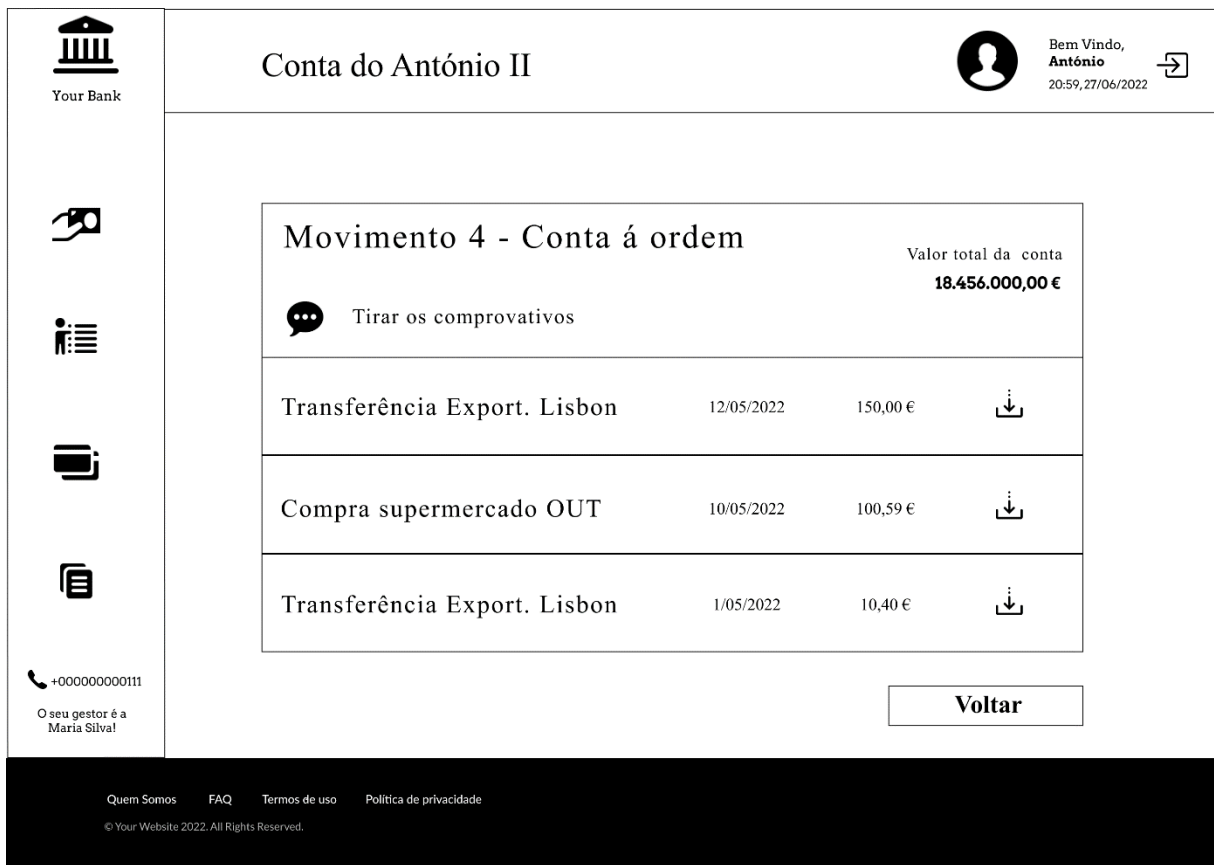 Your Bank
Conta do António II
Bem Vindo,
António
20:59, 27/06/2022
Movimento 4 - Conta á ordem
Valor total da conta
18.456.000,00 €
Tirar os comprovativos
Transferência Export. Lisbon 12/05/2022 150,00 €
Compra supermercado OUT 10/05/2022 100,59 €
Transferência Export. Lisbon 1/05/2022 10,40 €
+000000000111
O seu gestor é a
Maria Silva!
Voltar
Quem Somos FAQ Termos de uso Política de privacidade
© Your Website 2022. All Rights Reserved.